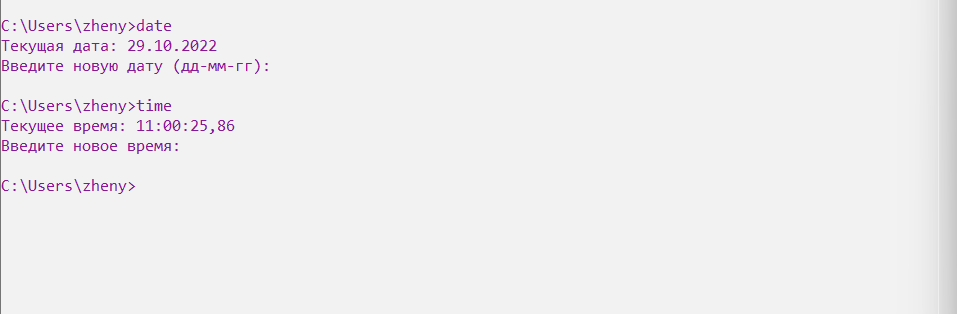 C:\Users\zheny>date
Текущая дата: 29.10.2022
Введите новую дату (дд-мм-гг):
C:\Users\zheny>time
Текущее время: 11:00:25,86
Введите новое время:
C:\Users\zheny>